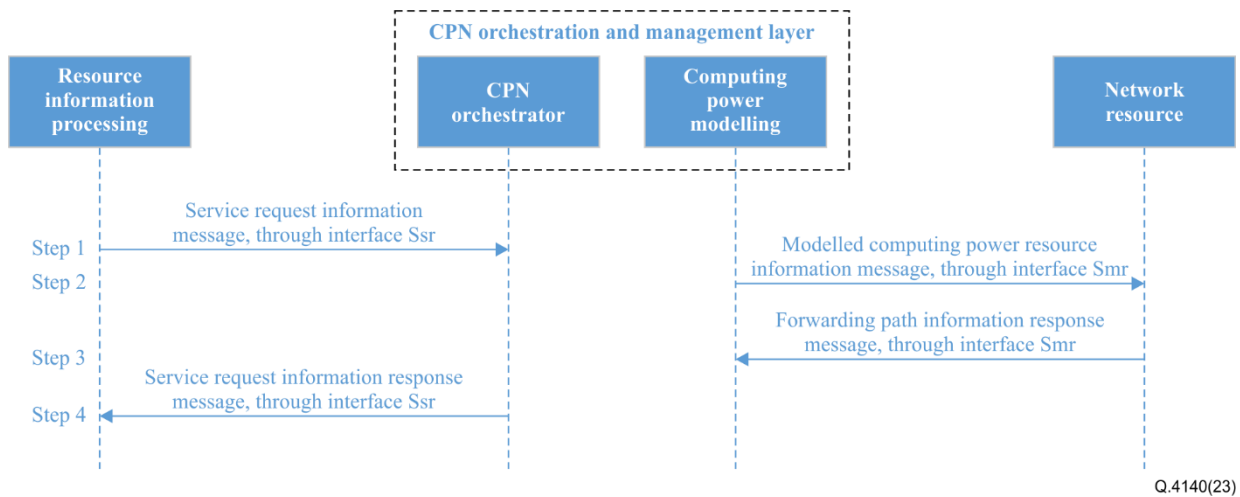 CPN orchestration and management layer
Resource
information
processing
CPN
orchestrator
Computing
power
modelling
Network
resource
Service request information
message, through interface Ssr
Step 1
Modelled computing power resource
information message, through interface Smr
Step 2
Forwarding path information response
message, through interface Smr
Step 3
Service request information response
message, through interface Ssr
Step 4
Q.4140(23)